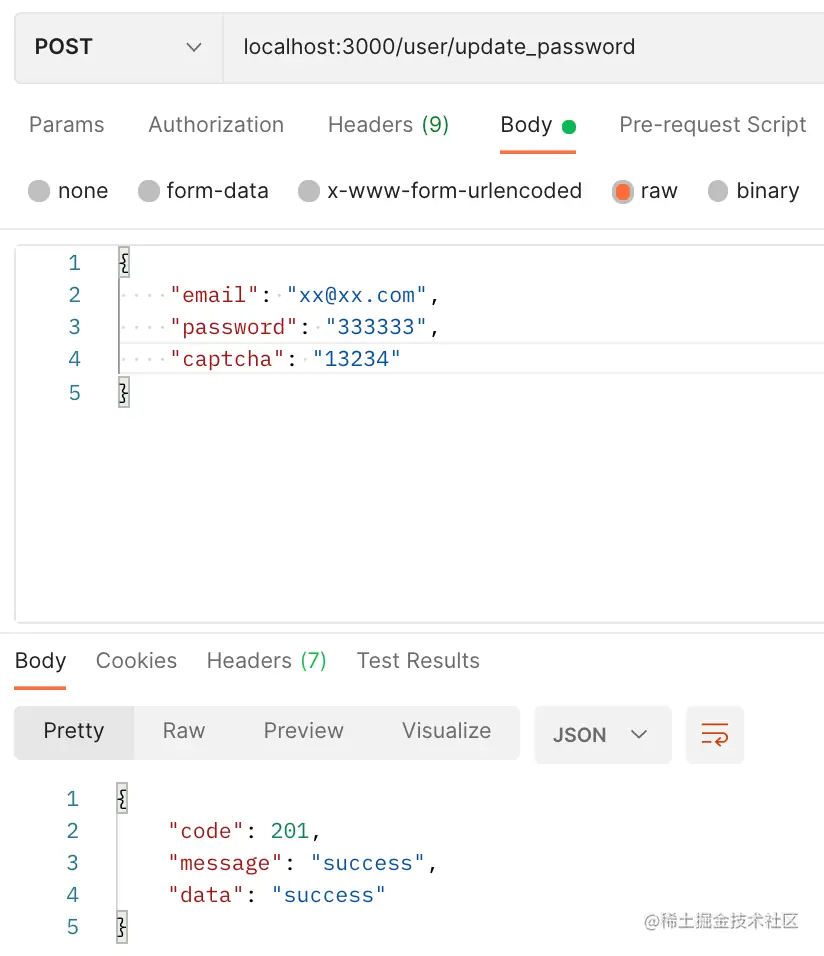 POST localhost:3000/user/update_password
Params Authorization Headers (9) Body Pre-request Script
none form-data x-www-form-urlencoded raw binary
1 {
2 "email": "xx@xx.com",
3 "password": "333333",
4 "captcha": "13234"
5 }
Body Cookies Headers (7) Test Results
Pretty Raw Preview Visualize JSON
1 {
2 "code": 201,
3 "message": "success",
4 "data": "success"
5 }
@稀土掘金技术社区